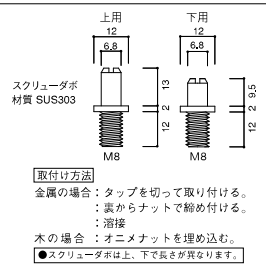 上用 下用
12 12
6.8 6.8
スクリューダボ
材質 SUS303
13 2 12
9.5 2 12
M8 M8
取付け方法
金属の場合：タップを切って取り付ける。
：裏からナットで締め付ける。
：溶接
木の場合：オニメナットを埋め込む。
●スクリューダボは上、下で長さが異なります。